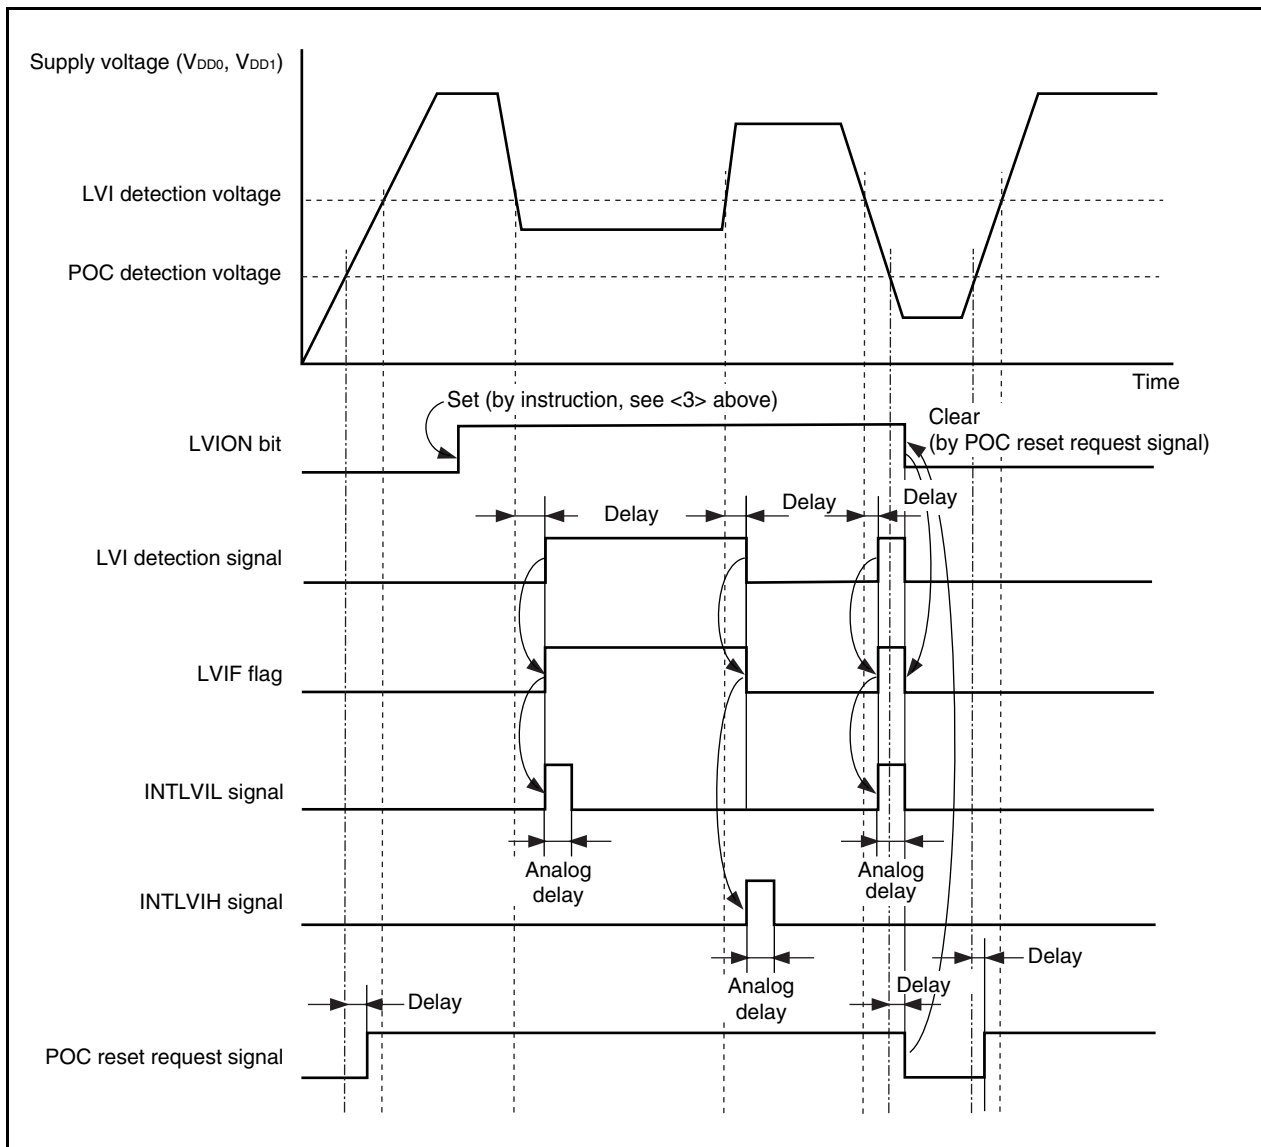 Supply voltage (VDD0, VDD1)
LVI detection voltage
POC detection voltage
Time
Set (by instruction, see <3> above)
Clear
(by POC reset request signal)
LVION bit
Delay
Delay
Delay
LVI detection signal
LVIF flag
INTLVIL signal
Analog
delay
Analog
delay
INTLVIH signal
Analog
delay
Delay
Delay
Delay
POC reset request signal